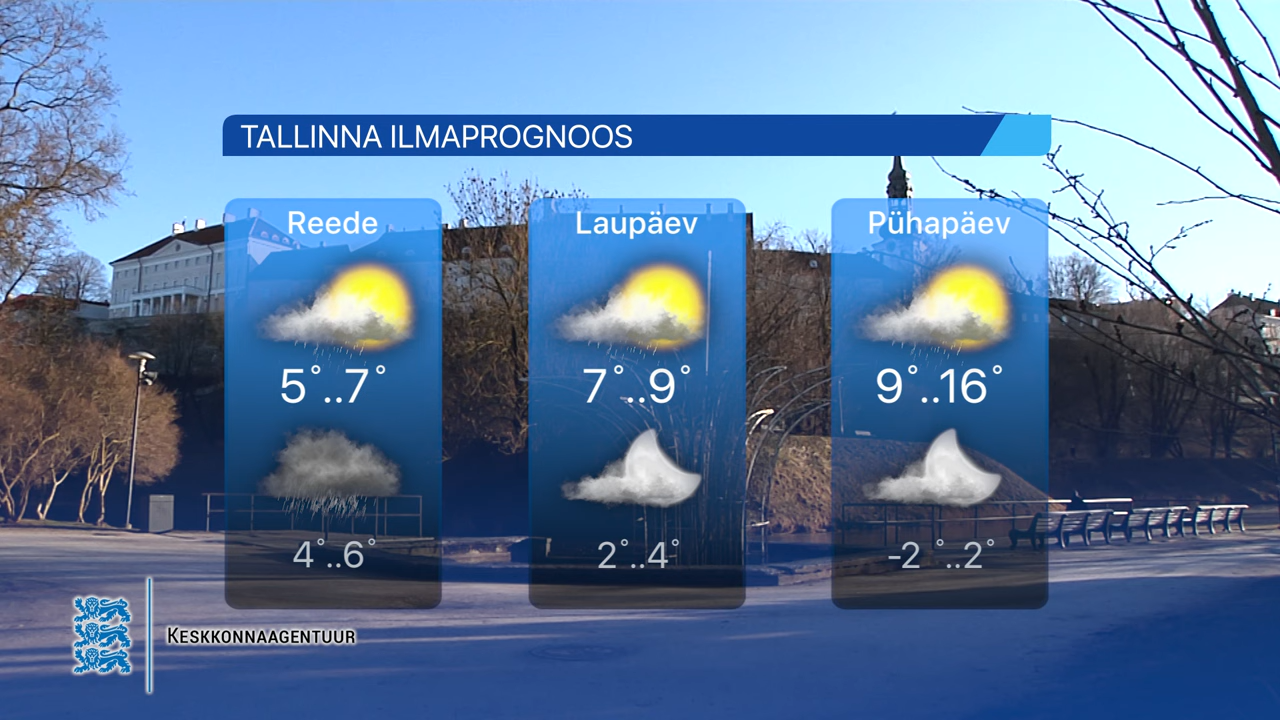 TALLINNA ILMAPROGNOOS
Reede
5°..7°
4°..6°
Laupäev
7°..9°
2°..4°
Pühapäev
9°..16°
-2°..2°
KESKKONNAAGENTUUR